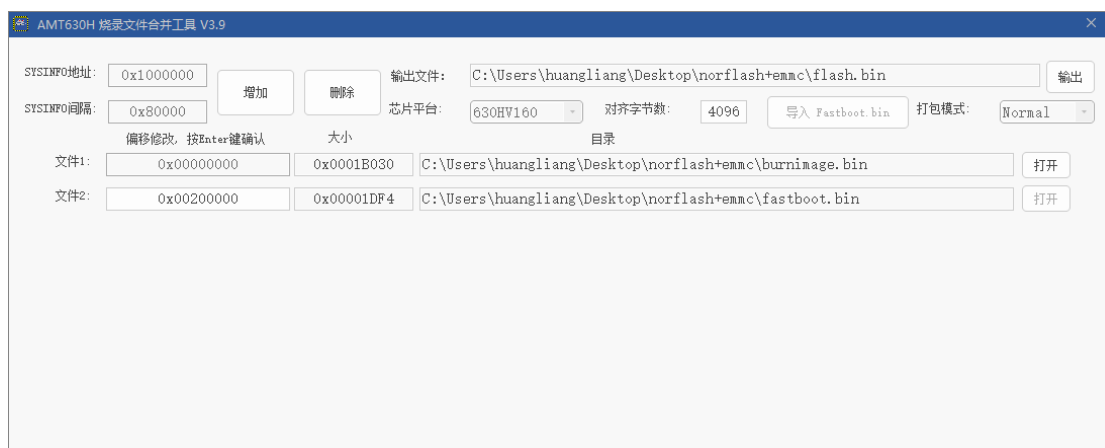 AMT630H 烧录文件合并工具 V3.9
SYSINFO地址: 0x1000000 增加 删除 输出文件: C:\Users\huangliang\Desktop\norflash+emmc\flash.bin 输出
SYSINFO间隔: 0x80000 芯片平台: 630HV160 对齐字节数: 4096 导入 Fastboot.bin 打包模式: Normal
偏移修改, 按Enter键确认 大小 目录
文件1: 0x00000000 0x0001B030 C:\Users\huangliang\Desktop\norflash+emmc\burnimage.bin 打开
文件2: 0x00200000 0x00001DF4 C:\Users\huangliang\Desktop\norflash+emmc\fastboot.bin 打开